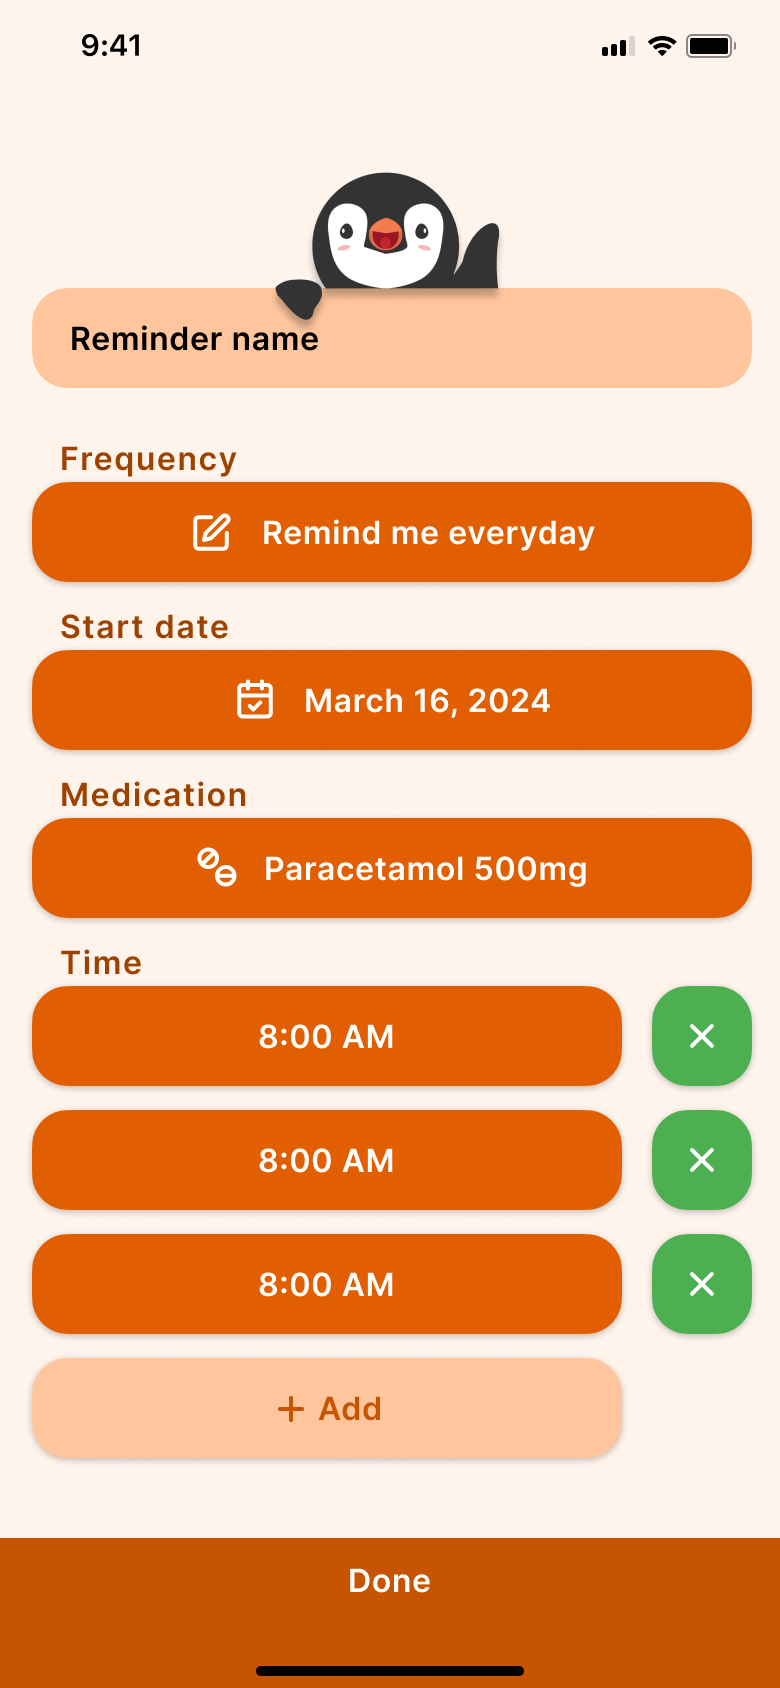 9:41
Reminder name
Frequency
Remind me everyday
Start date
March 16, 2024
Medication
Paracetamol 500mg
Time
8:00 AM
8:00 AM
8:00 AM
+ Add
Done